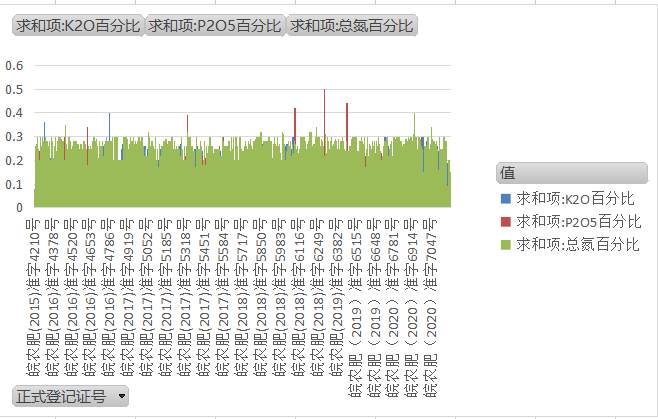 求和项:K2O百分比 求和项:P2O5百分比 求和项:总氮百分比
0.6
0.5
0.4
0.3
0.2
0.1
0
皖农肥(2015)准字4210号
皖农肥(2016)准字4378号
皖农肥(2016)准字4520号
皖农肥(2016)准字4653号
皖农肥(2016)准字4786号
皖农肥(2017)准字4919号
皖农肥(2017)准字5052号
皖农肥(2017)准字5185号
皖农肥(2017)准字5318号
皖农肥(2017)准字5451号
皖农肥(2017)准字5584号
皖农肥(2018)准字5717号
皖农肥(2018)准字5850号
皖农肥(2018)准字5983号
皖农肥(2018)准字6116号
皖农肥(2018)准字6249号
皖农肥(2019)准字6382号
皖农肥（2019）准字6515号
皖农肥（2019）准字6648号
皖农肥（2020）准字6781号
皖农肥（2020）准字6914号
皖农肥（2020）准字7047号
值
求和项:K2O百分比
求和项:P2O5百分比
求和项:总氮百分比
正式登记证号